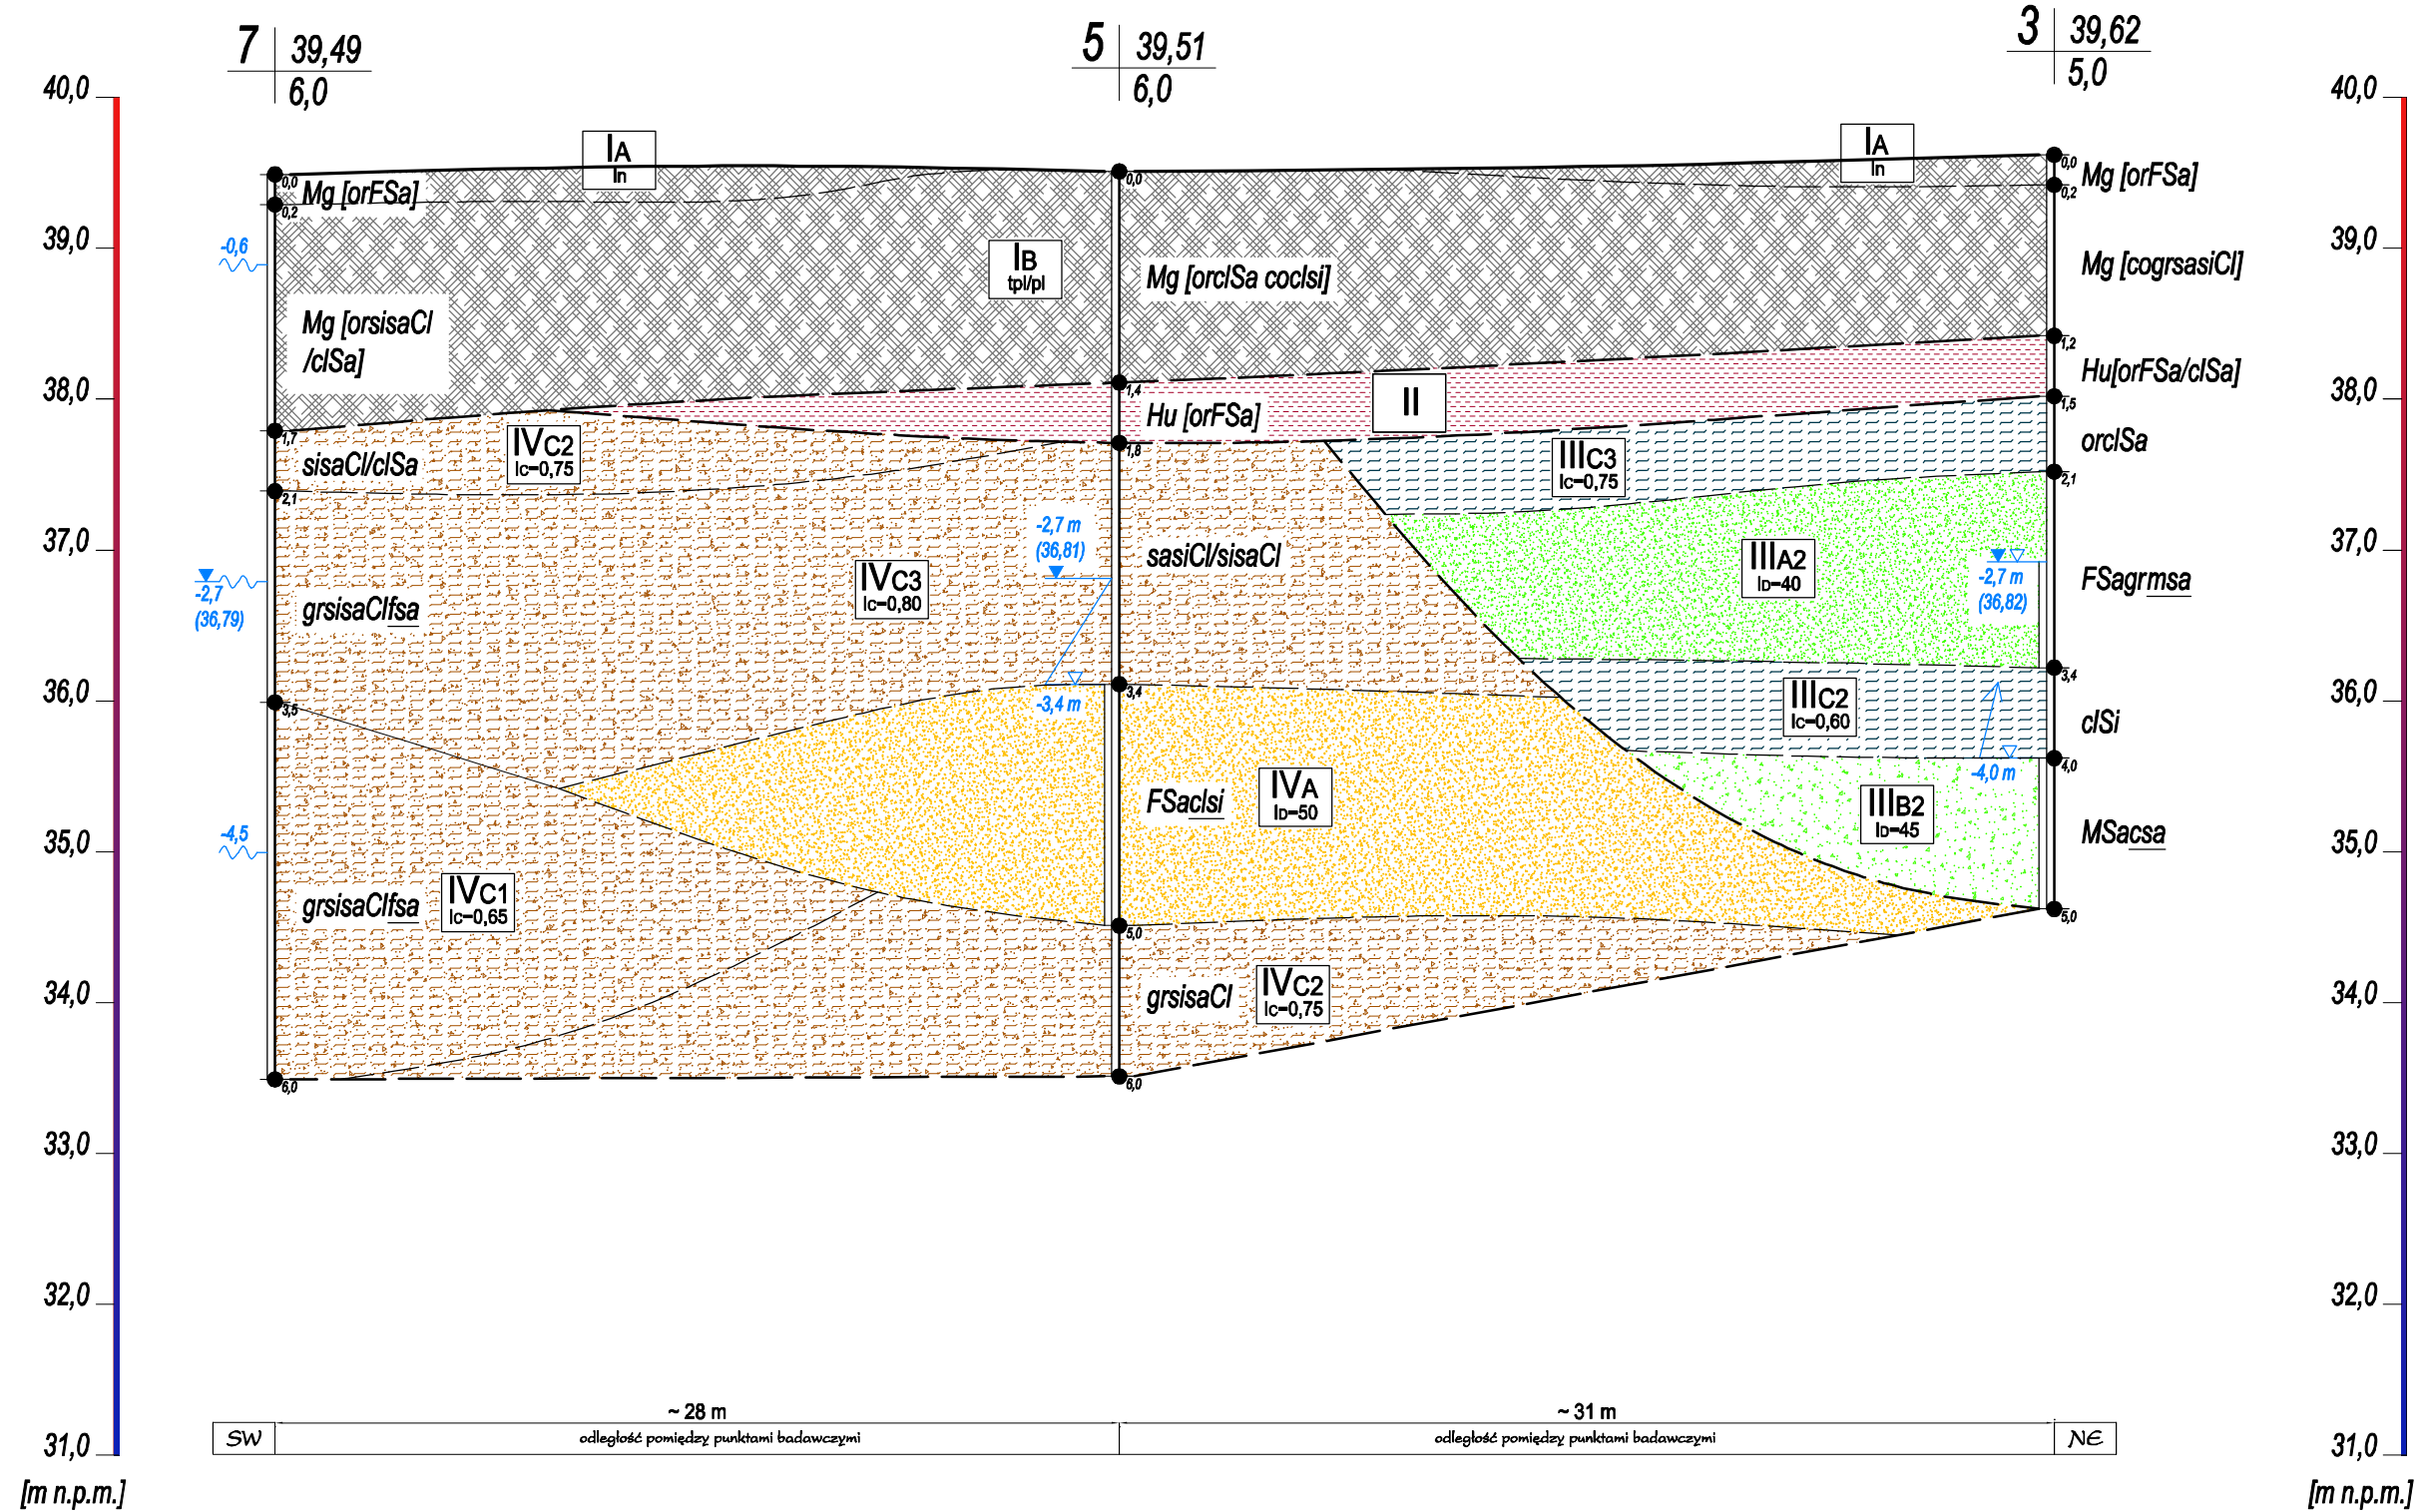 7 39,49
6,0
5 39,51
6,0
3 39,62
5,0
40,0
39,0
38,0
37,0
36,0
35,0
34,0
33,0
32,0
31,0
[m n.p.m.]
0,0
0,2
1,7
2,1
3,5
6,0
-0,6
-2,7
(36,79)
-4,5
Mg [orFSa]
Mg [orsisaCl
/clSa]
sisaCl/clSa
grsisaClfsa
grsisaClfsa
IA
ln
IB
tpl/pl
IVC2
Ic=0,75
IVC3
Ic=0,80
IVC1
Ic=0,65
-2,7 m
(36,81)
-3,4 m
0,0
1,4
1,8
3,4
5,0
6,0
Mg [orclSa coclsi]
Hu [orFSa]
sasiCl/sisaCl
FSaclsi
grsisaCl
IA
ln
II
IIIC3
Ic=0,75
IIIA2
ID=40
IIIC2
Ic=0,60
IIIB2
ID=45
IVA
ID=50
IVC2
Ic=0,75
-2,7 m
(36,82)
-4,0 m
0,0
0,2
1,2
1,5
2,1
3,4
4,0
5,0
Mg [orFSa]
Mg [cogrsasiCl]
Hu[orFSa/clSa]
orclSa
FSagrmsa
clSi
MSacsa
40,0
39,0
38,0
37,0
36,0
35,0
34,0
33,0
32,0
31,0
[m n.p.m.]
SW
~ 28 m
odległość pomiędzy punktami badawczymi
~ 31 m
odległość pomiędzy punktami badawczymi
NE